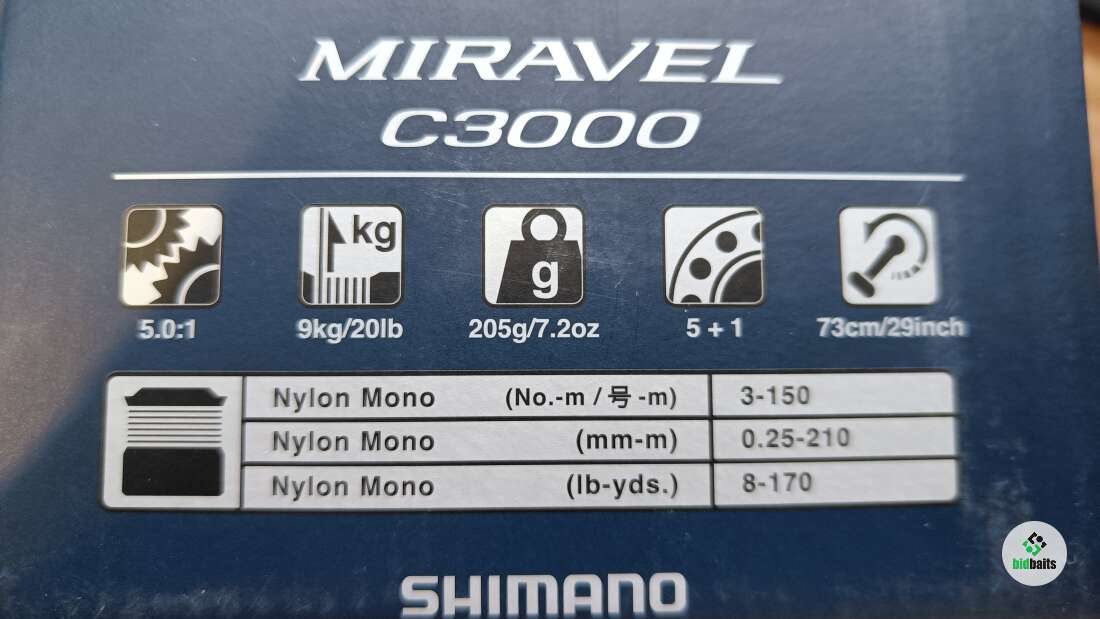 MIRAVEL
C3000
kg
g
5.0:1
9kg/20lb
205g/7.2oz
5 + 1
73cm/29inch
Nylon Mono (No.-m / 号 -m) 3-150
Nylon Mono (mm-m) 0.25-210
Nylon Mono (lb-yds.) 8-170
SHIMANO
bidbaits